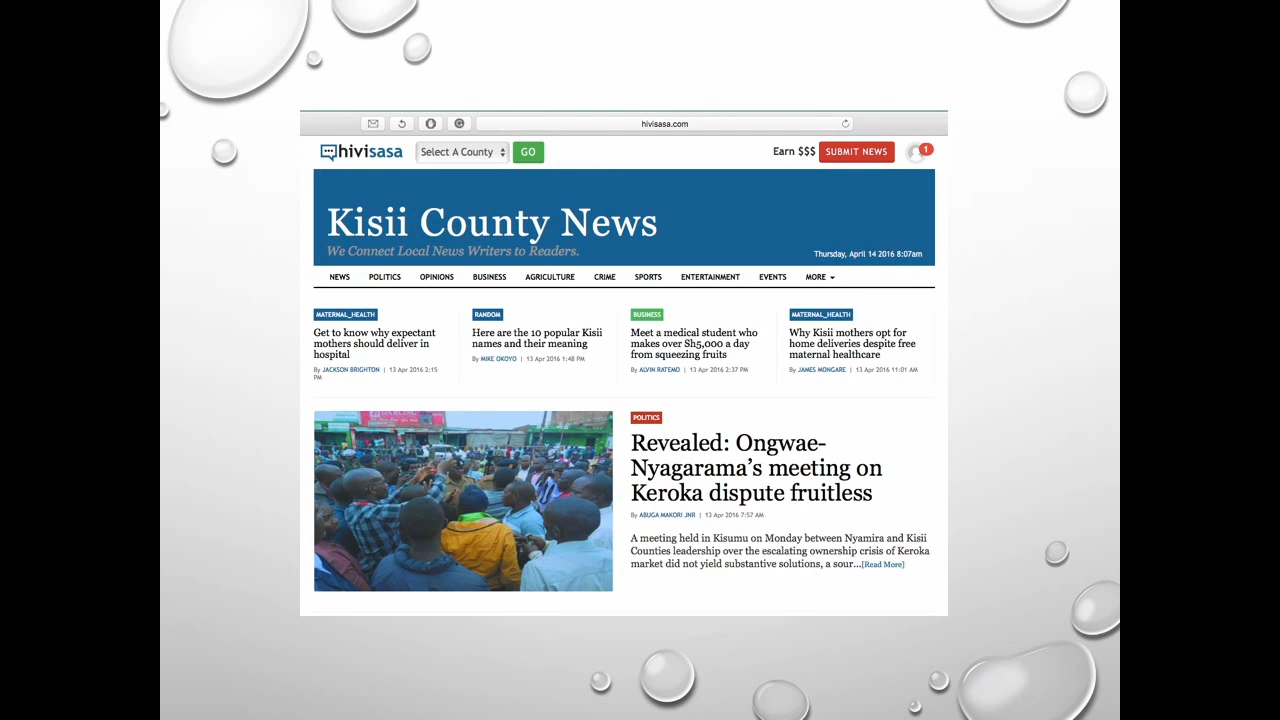 hivisasa.com
hivisasa
Select A County
GO
Earn $$$
SUBMIT NEWS
1
Kisii County News
We Connect Local News Writers to Readers.
Thursday, April 14 2016 8:07am
NEWS POLITICS OPINIONS BUSINESS AGRICULTURE CRIME SPORTS ENTERTAINMENT EVENTS MORE
MATERNAL_HEALTH
Get to know why expectant
mothers should deliver in
hospital
By JACKSON BRIGHTON | 13 Apr 2016 2:15
PM
RANDOM
Here are the 10 popular Kisii
names and their meaning
By MIKE OKOYO | 13 Apr 2016 1:48 PM
BUSINESS
Meet a medical student who
makes over Sh5,000 a day
from squeezing fruits
By ALVIN RATEMO | 13 Apr 2016 2:37 PM
MATERNAL_HEALTH
Why Kisii mothers opt for
home deliveries despite free
maternal healthcare
By JAMES MONGARE | 13 Apr 2016 11:01 AM
POLITICS
Revealed: Ongwae-
Nyagarama's meeting on
Keroka dispute fruitless
By ABUGA MAKORI JNR | 13 Apr 2016 7:57 AM
A meeting held in Kisumu on Monday between Nyamira and Kisii
Counties leadership over the escalating ownership crisis of Keroka
market did not yield substantive solutions, a sour...[Read More]